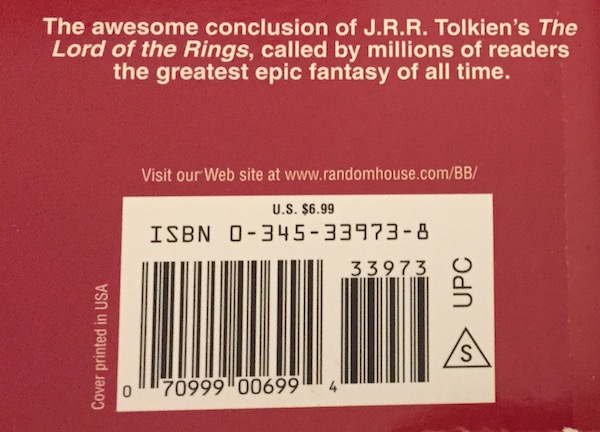 The awesome conclusion of J.R.R. Tolkien's The
Lord of the Rings, called by millions of readers
the greatest epic fantasy of all time.
Visit our Web site at www.randomhouse.com/BB/
U.S. $6.99
ISBN 0-345-33973-8
33973
0 70999 00699 4
UPC
S
Cover printed in USA